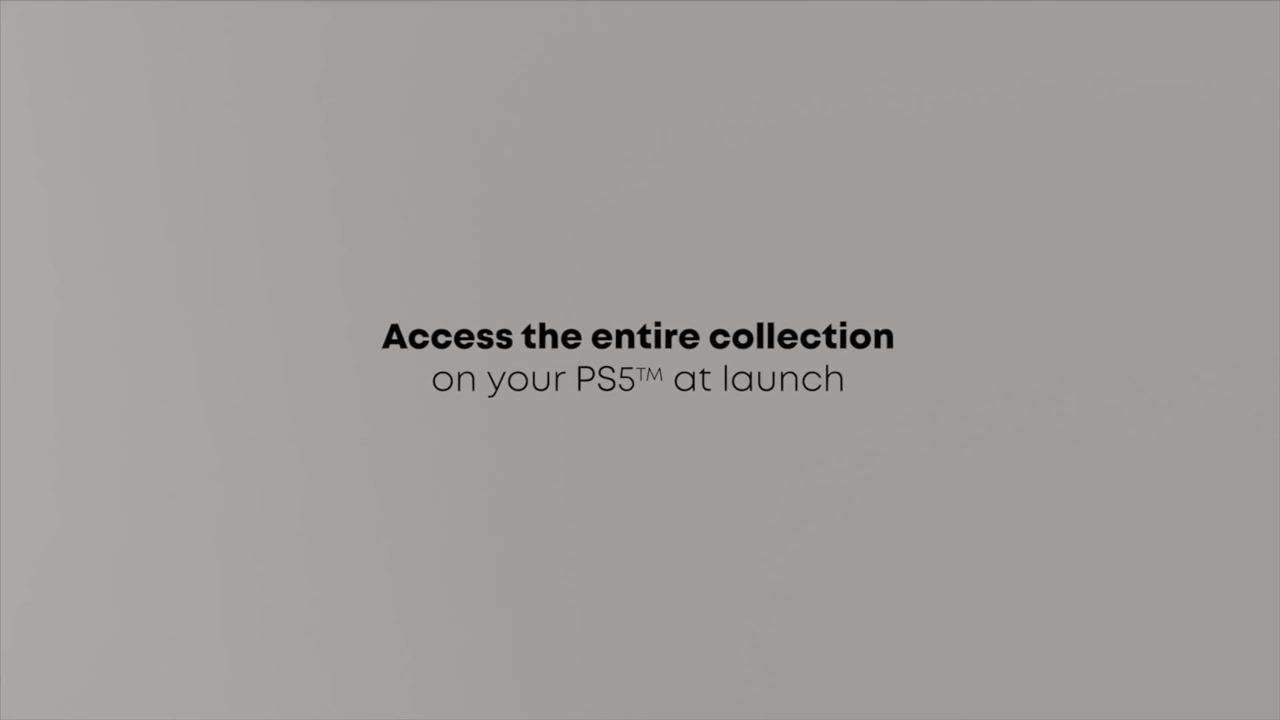 Access the entire collection
on your PS5™ at launch